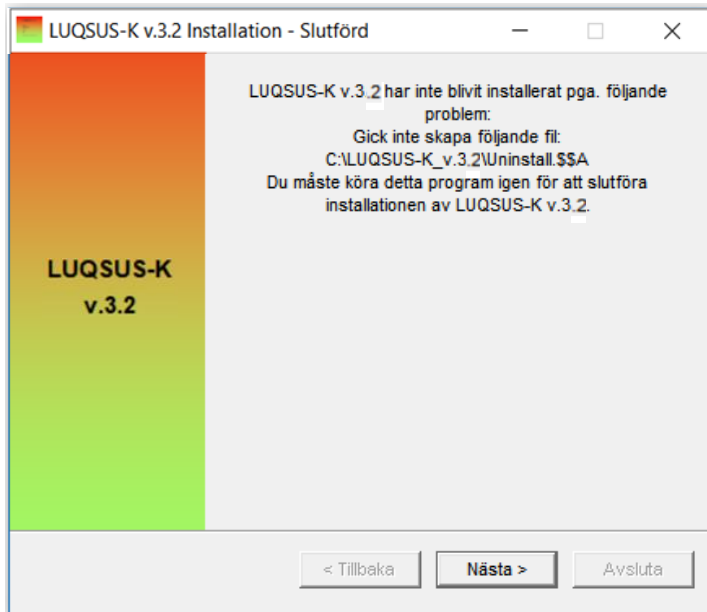 LUQSUS-K v.3.2 Installation - Slutförd
LUQSUS-K v.3.2 har inte blivit installerat pga. följande
problem:
Gick inte skapa följande fil:
C:\LUQSUS-K_v.3.2\Uninstall.$$A
Du måste köra detta program igen för att slutföra
installationen av LUQSUS-K v.3.2.
LUQSUS-K
v.3.2
< Tillbaka
Nästa >
Avsluta